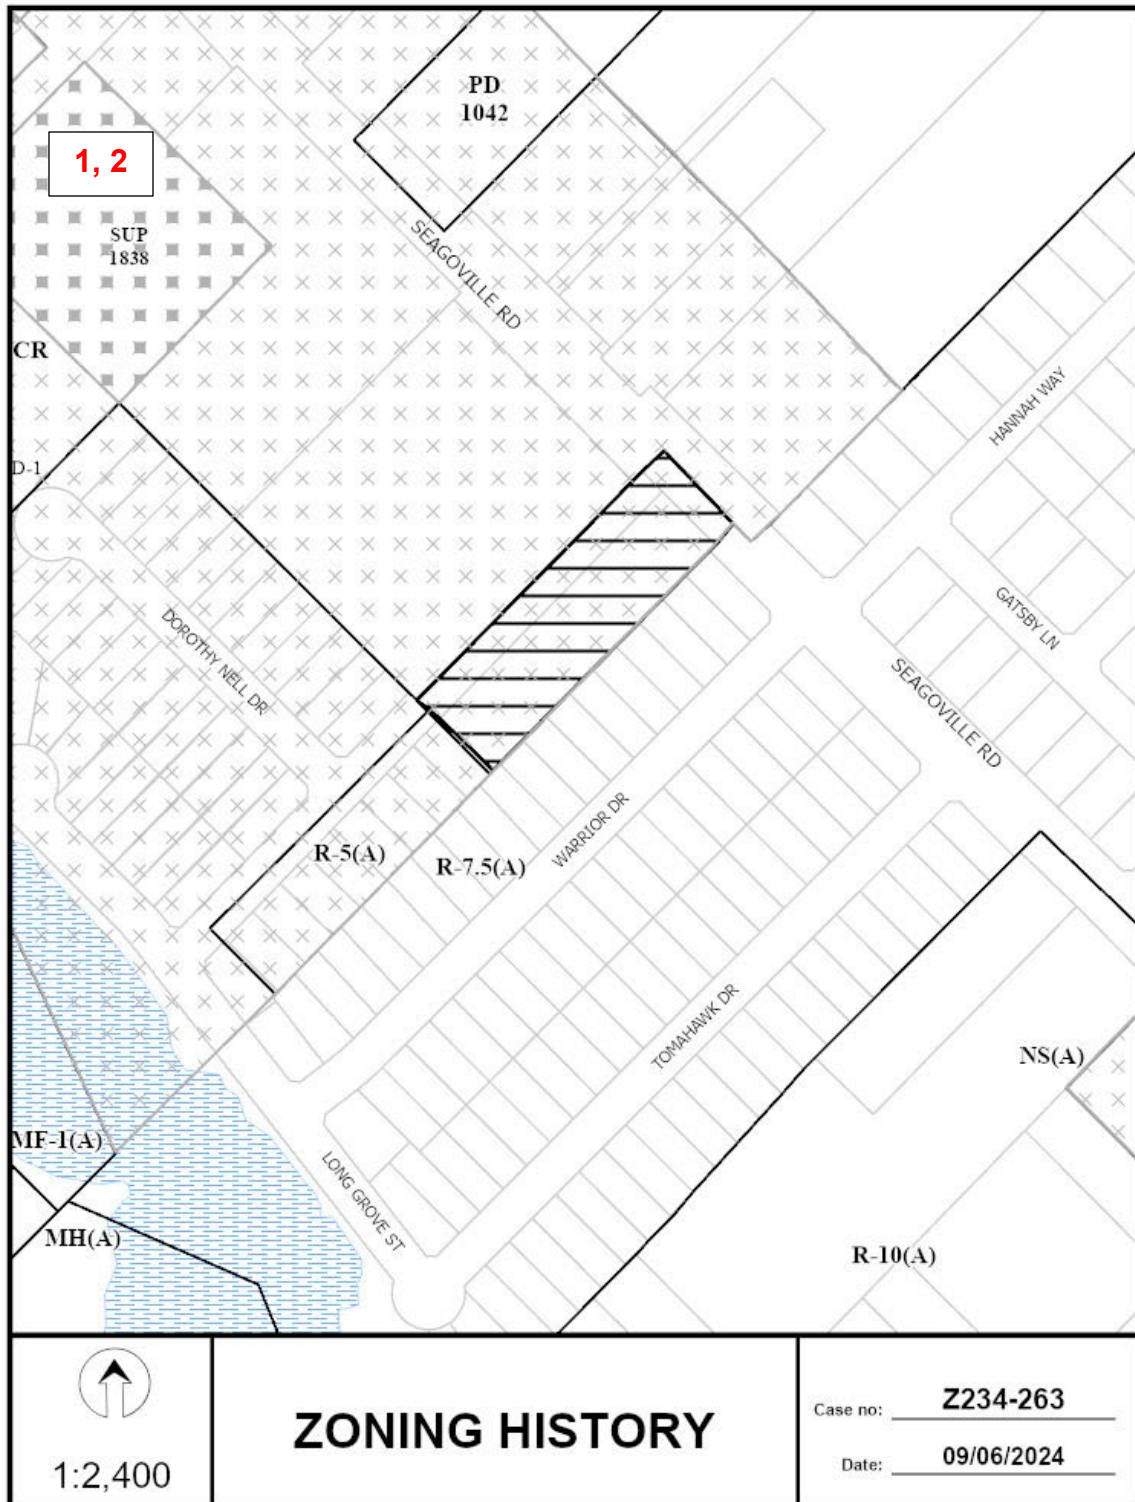 PD
1042
1, 2
SUP
1838
SEAGOVILLE RD
CR
HANNAH WAY
D-1
GATSBY LN
DOROTHY NELL DR
SEAGOVILLE RD
WARRIOR DR
R-5(A)
R-7.5(A)
TOMAHAWK DR
NS(A)
MF-1(A)
LONG GROVE ST
MH(A)
R-10(A)
1:2,400
ZONING HISTORY
Case no: Z234-263
Date: 09/06/2024